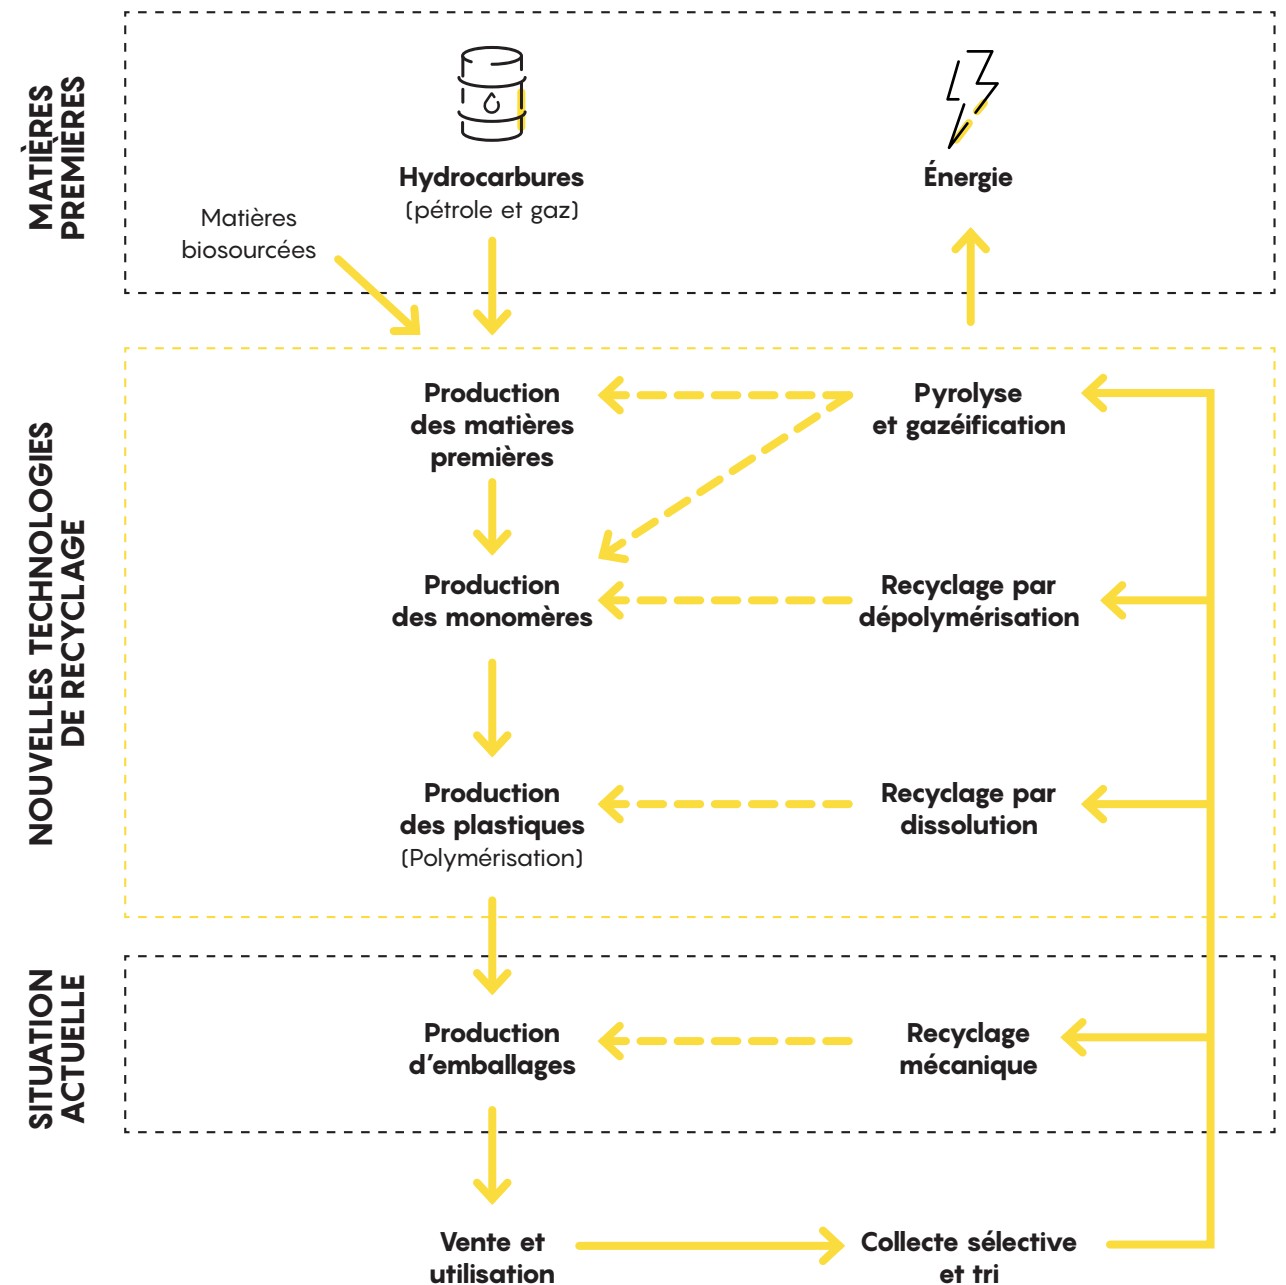 MATIÈRES
PREMIÈRES
Hydrocarbures
(pétrole et gaz)
Énergie
Matières
biosourcées
NOUVELLES TECHNOLOGIES
DE RECYCLAGE
Production
des matières
premières
Pyrolyse
et gazéification
Production
des monomères
Recyclage par
dépolymérisation
Production
des plastiques
(Polymérisation)
Recyclage par
dissolution
SITUATION
ACTUELLE
Production
d'emballages
Recyclage
mécanique
Vente et
utilisation
Collecte sélective
et tri